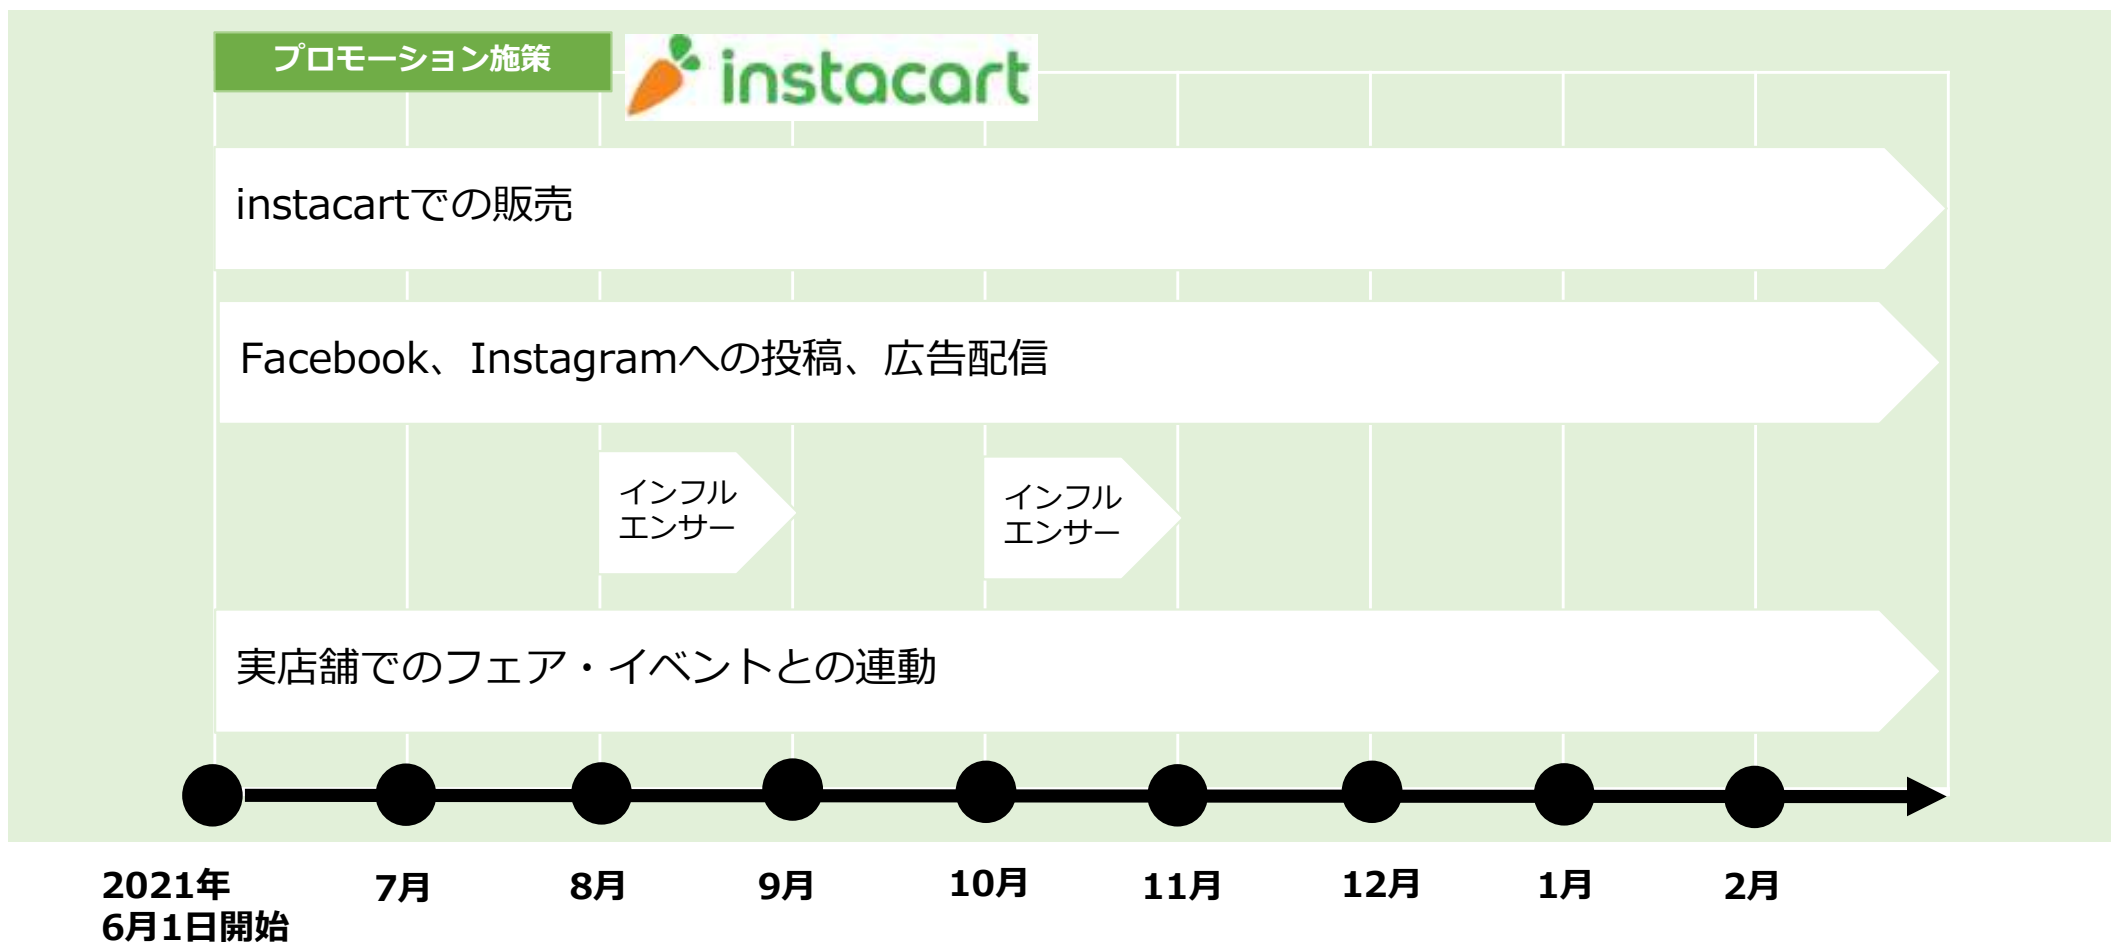 プロモーション施策
instacart
instacartでの販売
Facebook、Instagramへの投稿、広告配信
インフル
エンサー
インフル
エンサー
実店舗でのフェア・イベントとの連動
2021年
6月1日開始
7月
8月
9月
10月
11月
12月
1月
2月